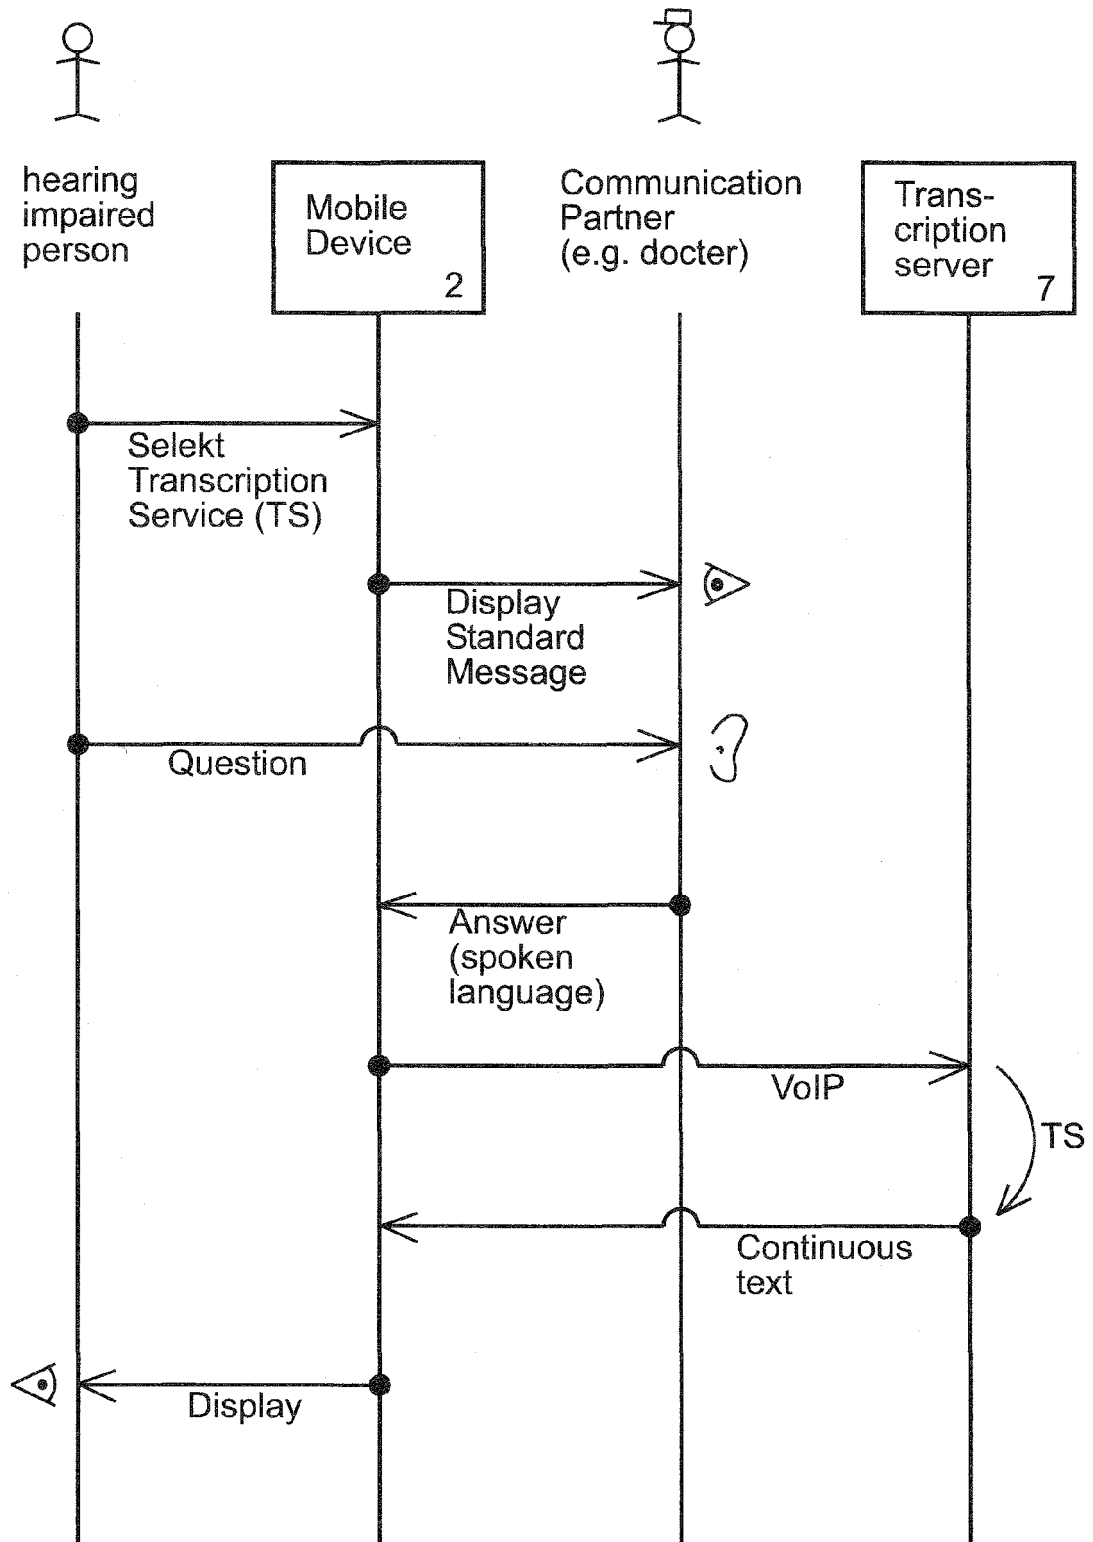 hearing
impaired
person
Mobile
Device
2
Communication
Partner
(e.g. docter)
Trans-
cription
server
7
Selekt
Transcription
Service (TS)
Display
Standard
Message
Question
Answer
(spoken
language)
VoIP
TS
Continuous
text
Display